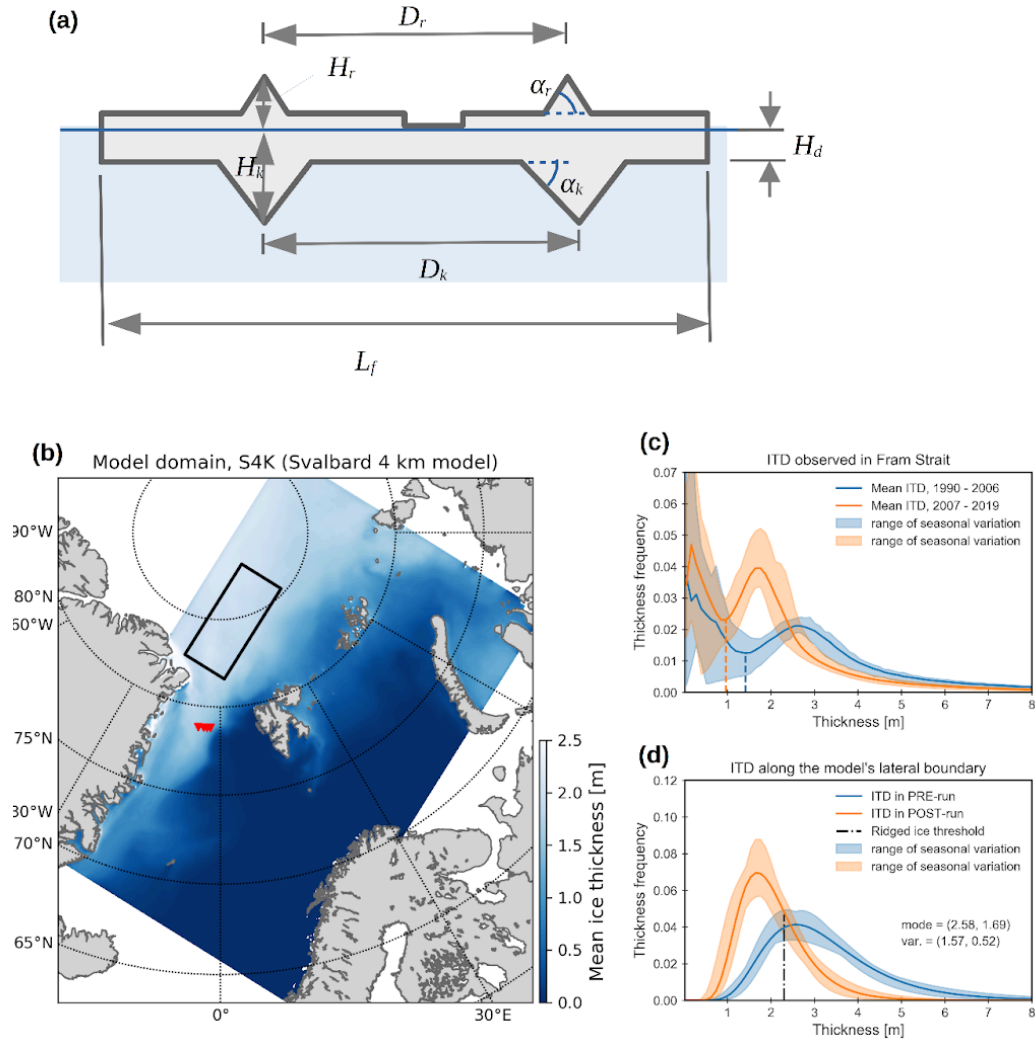 (a)
D_r
H_r
α_r
H_k
H_d
α_k
D_k
L_f
(b)
Model domain, S4K (Svalbard 4 km model)
90°W
80°N
60°W
75°N
30°W
70°N
65°N
0°
30°E
2.5
2.0
1.5
1.0
0.5
0.0
Mean ice thickness [m]
(c)
ITD observed in Fram Strait
0.07
0.06
0.05
0.04
0.03
0.02
0.01
0.00
Thickness frequency
Mean ITD, 1990 - 2006
Mean ITD, 2007 - 2019
range of seasonal variation
range of seasonal variation
1 2 3 4 5 6 7 8
Thickness [m]
(d)
ITD along the model's lateral boundary
0.12
0.10
0.08
0.06
0.04
0.02
0.00
Thickness frequency
ITD in PRE-run
ITD in POST-run
Ridged ice threshold
range of seasonal variation
range of seasonal variation
mode = (2.58, 1.69)
var. = (1.57, 0.52)
1 2 3 4 5 6 7 8
Thickness [m]